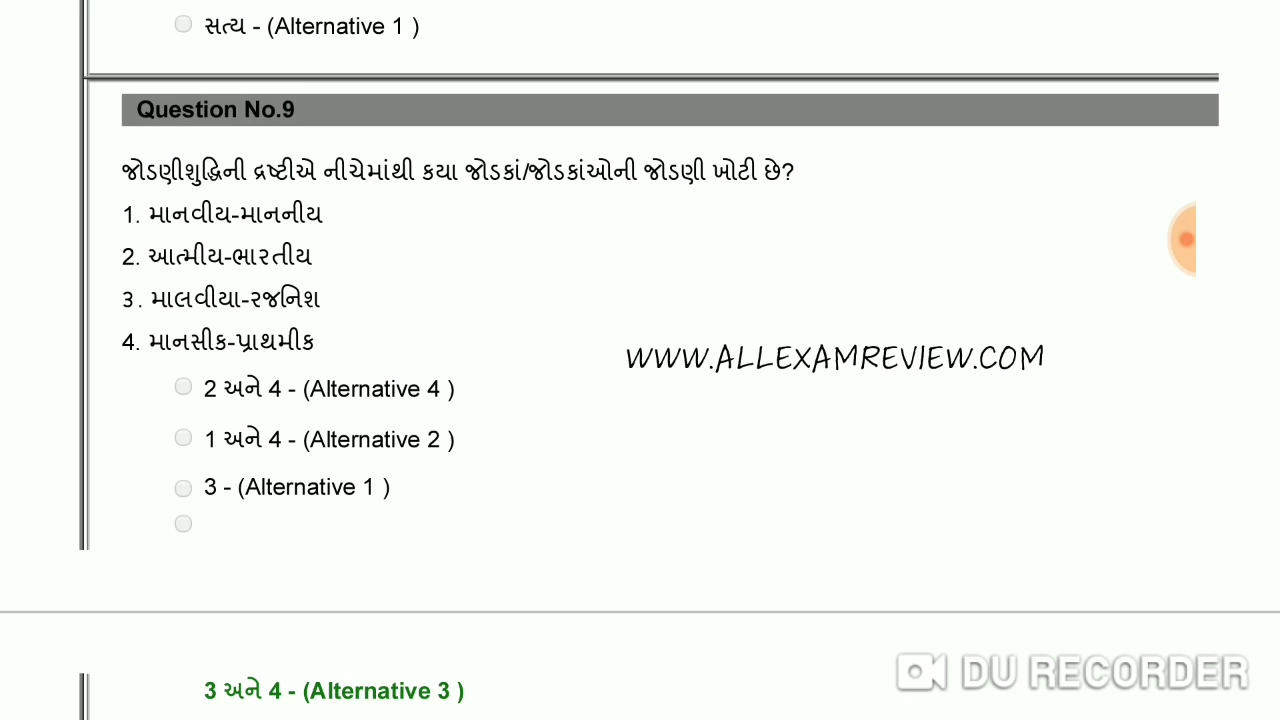 સત્ય - (Alternative 1 )
Question No.9
જોડણીશુદ્ધિની દ્રષ્ટીએ નીચેમાંથી કયા જોડકાં/જોડકાંઓની જોડણી ખોટી છે?
1. માનવીય-માનનીય
2. આત્મીય-ભારતીય
૩. માલવીયા-રજનિશ
4. માનસીક-પ્રાથમીક
WWW.ALLEXAMREVIEW.COM
2 અને 4 - (Alternative 4 )
1 અને 4 - (Alternative 2 )
3 - (Alternative 1 )
DU RECORDER
3 અને 4 - (Alternative 3 )